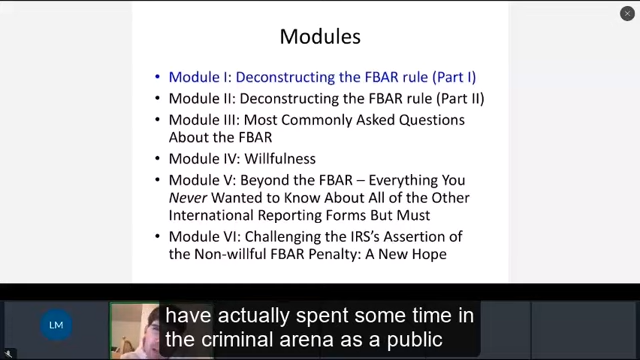 Modules
• Module I: Deconstructing the FBAR rule (Part I)
• Module II: Deconstructing the FBAR rule (Part II)
• Module III: Most Commonly Asked Questions
About the FBAR
• Module IV: Willfulness
• Module V: Beyond the FBAR – Everything You
Never Wanted to Know About All of the Other
International Reporting Forms But Must
• Module VI: Challenging the IRS's Assertion of
the Non-willful FBAR Penalty: A New Hope
LM
have actually spent some time in
the criminal arena as a public